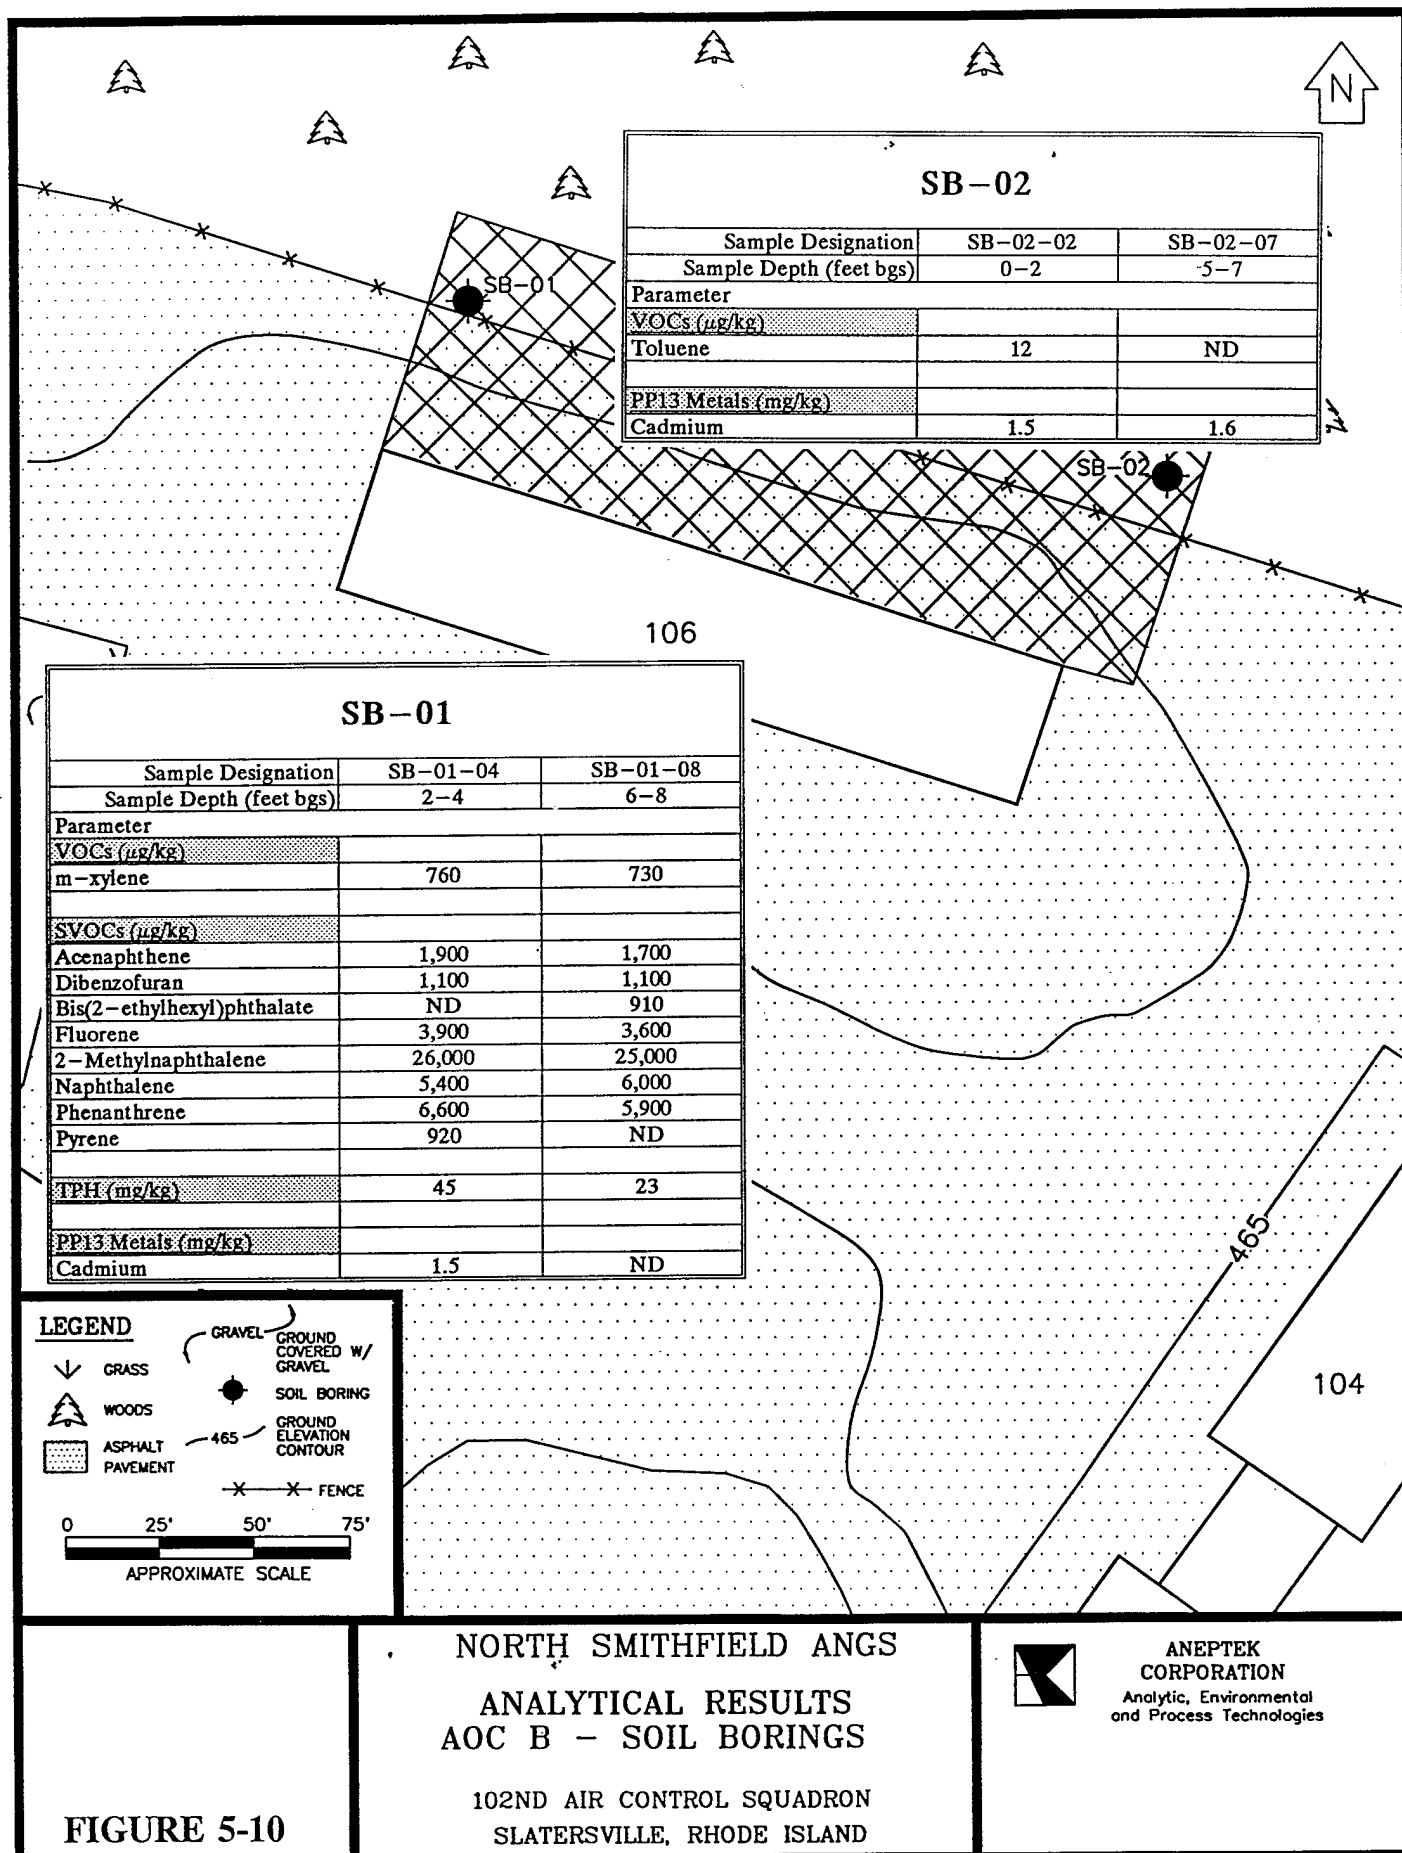 N
SB-02
Sample Designation SB-02-02 SB-02-07
Sample Depth (feet bgs) 0-2 5-7
Parameter
VOCs (µg/kg)
Toluene 12 ND
PP13 Metals (mg/kg)
Cadmium 1.5 1.6
SB-01
SB-02
106
SB-01
Sample Designation SB-01-04 SB-01-08
Sample Depth (feet bgs) 2-4 6-8
Parameter
VOCs (µg/kg)
m-xylene 760 730
SVOCs (µg/kg)
Acenaphthene 1,900 1,700
Dibenzofuran 1,100 1,100
Bis(2-ethylhexyl)phthalate ND 910
Fluorene 3,900 3,600
2-Methylnaphthalene 26,000 25,000
Naphthalene 5,400 6,000
Phenanthrene 6,600 5,900
Pyrene 920 ND
TPH (mg/kg) 45 23
PP13 Metals (mg/kg)
Cadmium 1.5 ND
465
104
LEGEND
GRASS
WOODS
ASPHALT
PAVEMENT
GRAVEL
GROUND
COVERED W/
GRAVEL
SOIL BORING
465
GROUND
ELEVATION
CONTOUR
FENCE
0 25' 50' 75'
APPROXIMATE SCALE
FIGURE 5-10
NORTH SMITHFIELD ANGS
ANALYTICAL RESULTS
AOC B - SOIL BORINGS
102ND AIR CONTROL SQUADRON
SLATERSVILLE, RHODE ISLAND
ANEPTEK
CORPORATION
Analytic, Environmental
and Process Technologies